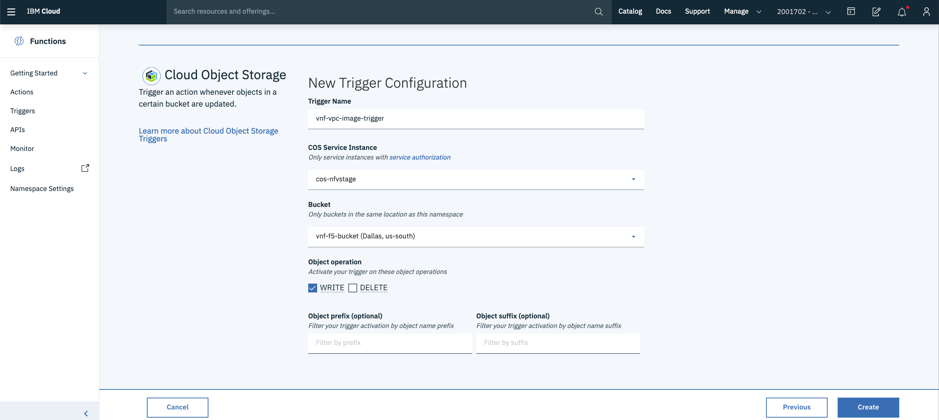 IBM Cloud
Search resources and offerings...
Catalog
Docs
Support
Manage
2001702 - ...
Functions
Getting Started
Actions
Triggers
APIs
Monitor
Logs
Namespace Settings
Cloud Object Storage
Trigger an action whenever objects in a
certain bucket are updated.
Learn more about Cloud Object Storage
Triggers
New Trigger Configuration
Trigger Name
vnf-vpc-image-trigger
COS Service Instance
Only service instances with service authorization
cos-nfvstage
Bucket
Only buckets in the same location as this namespace
vnf-f5-bucket (Dallas, us-south)
Object operation
Activate your trigger on these object operations
WRITE DELETE
Object prefix (optional)
Filter your trigger activation by object name prefix
Filter by prefix
Object suffix (optional)
Filter your trigger activation by object name suffix
Filter by suffix
Cancel
Previous
Create